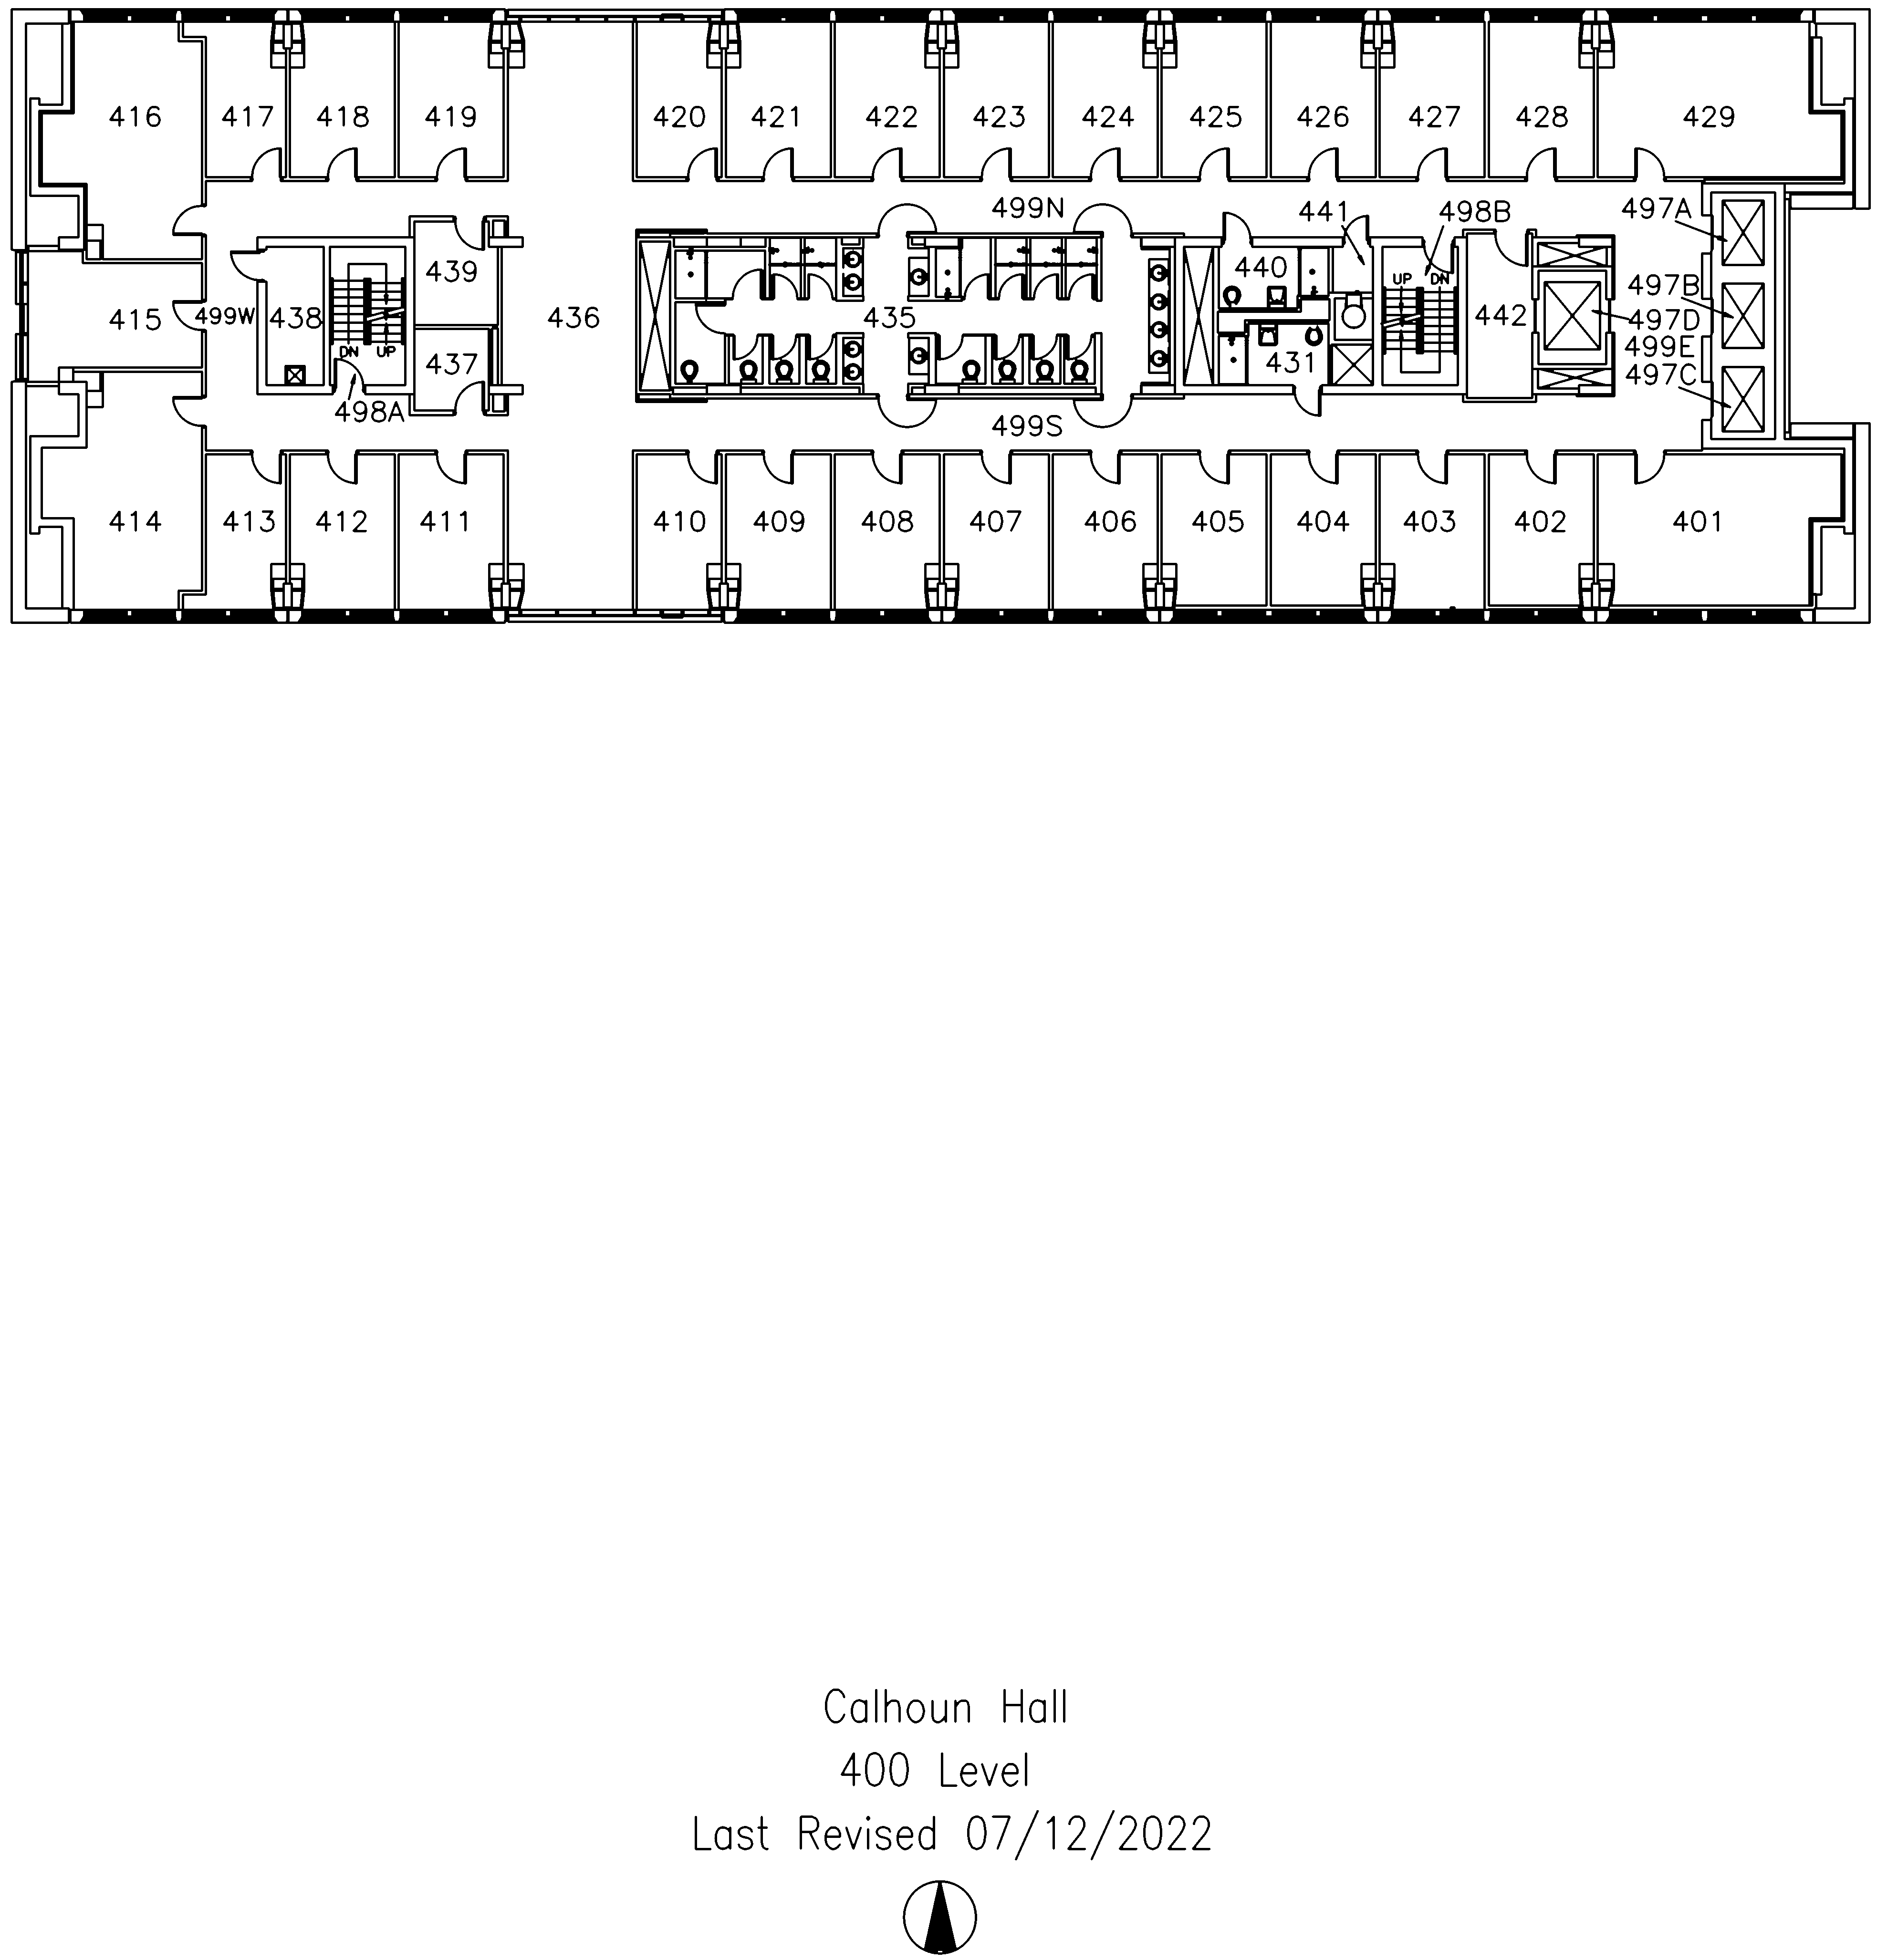 416 417 418 419 420 421 422 423 424 425 426 427 428 429
499N 441 498B 497A
439 440
497B
415 499W 438 436 435 442 497D
UP DN
499E
DN UP
437 431 497C
498A 499S
414 413 412 411 410 409 408 407 406 405 404 403 402 401
Calhoun Hall
400 Level
Last Revised 07/12/2022